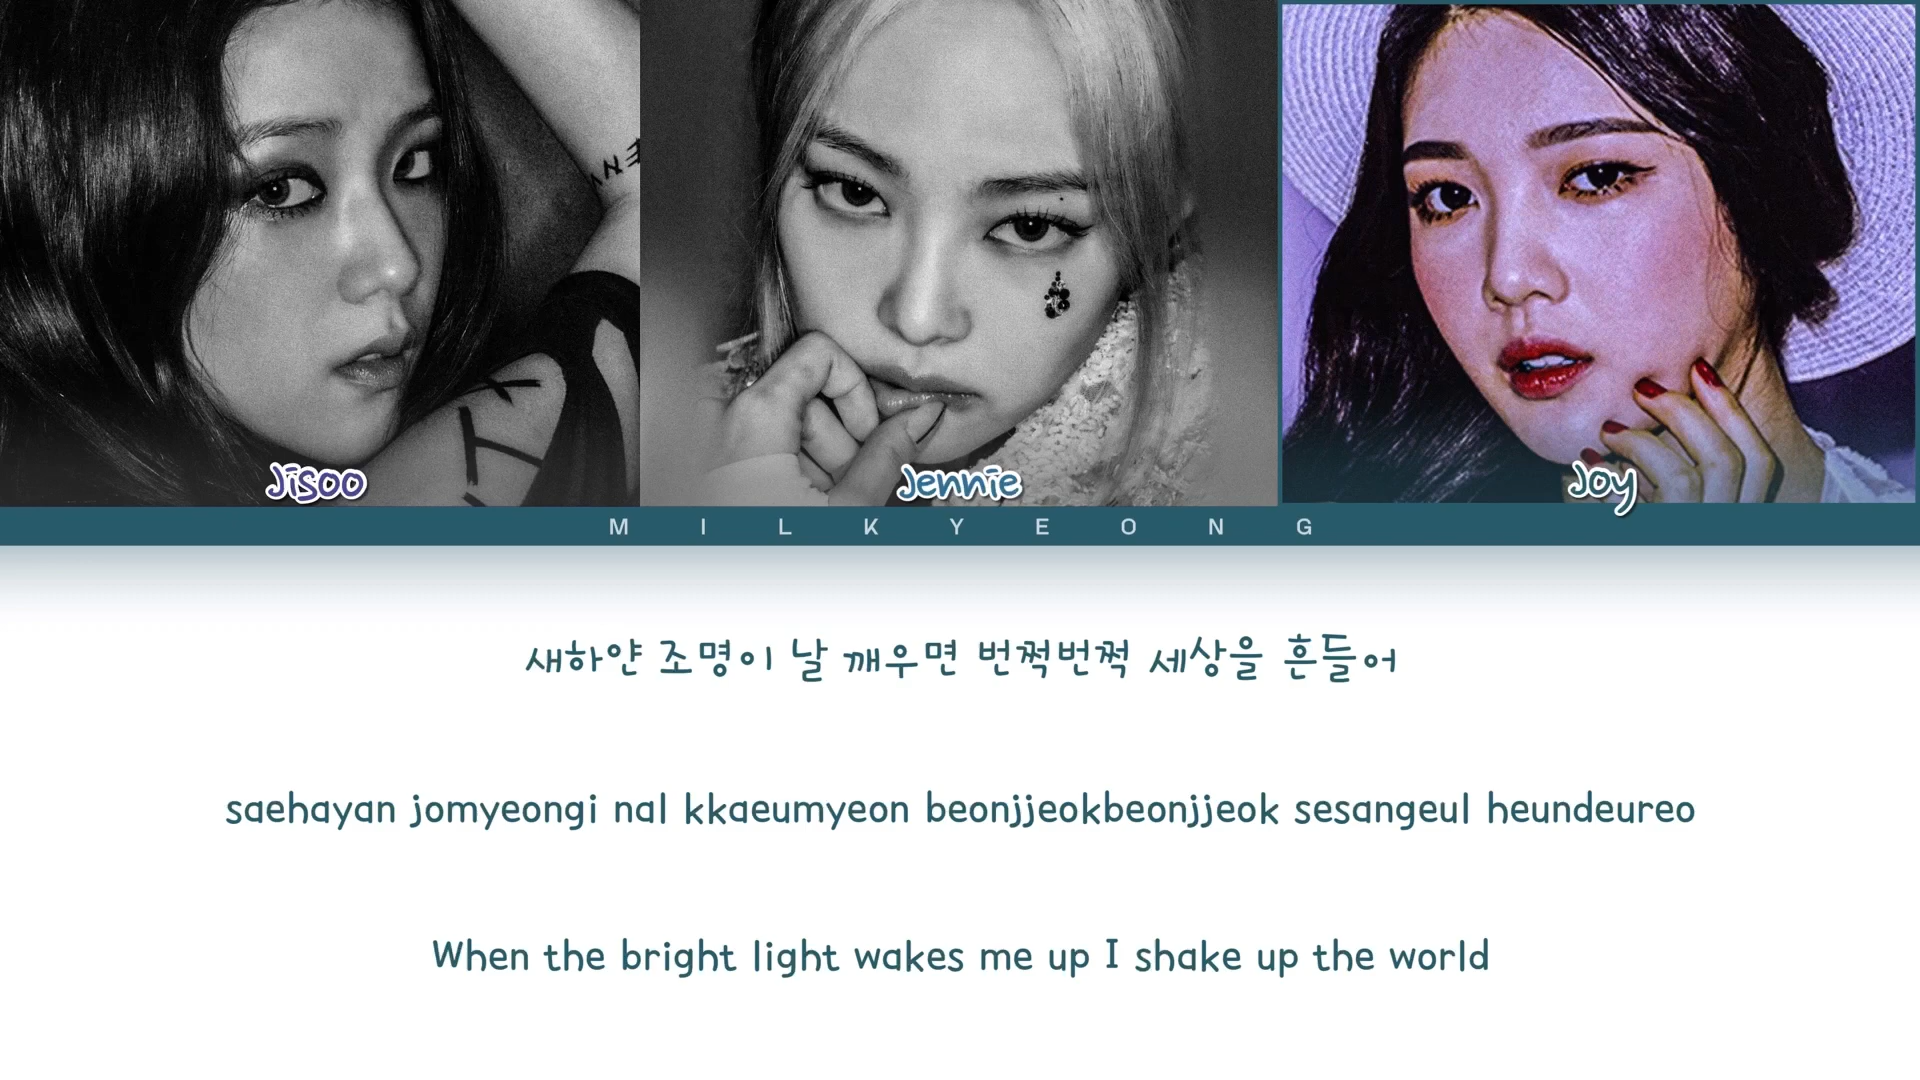 Jisoo
Jennie
Joy
MILKYEONG
새하얀 조명이 날 깨우면 번쩍번쩍 세상을 흔들어
saehayan jomyeongi nal kkaeumyeon beonjjeokbeonjjeok sesangeul heundeureo
When the bright light wakes me up I shake up the world